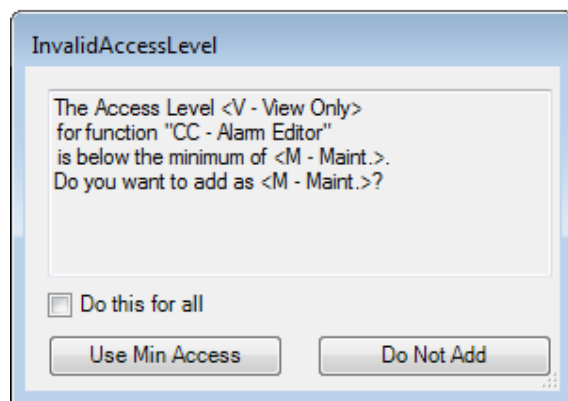 InvalidAccessLevel
The Access Level <V - View Only>
for function "CC - Alarm Editor"
is below the minimum of <M - Maint.>.
Do you want to add as <M - Maint.>?
Do this for all
Use Min Access
Do Not Add